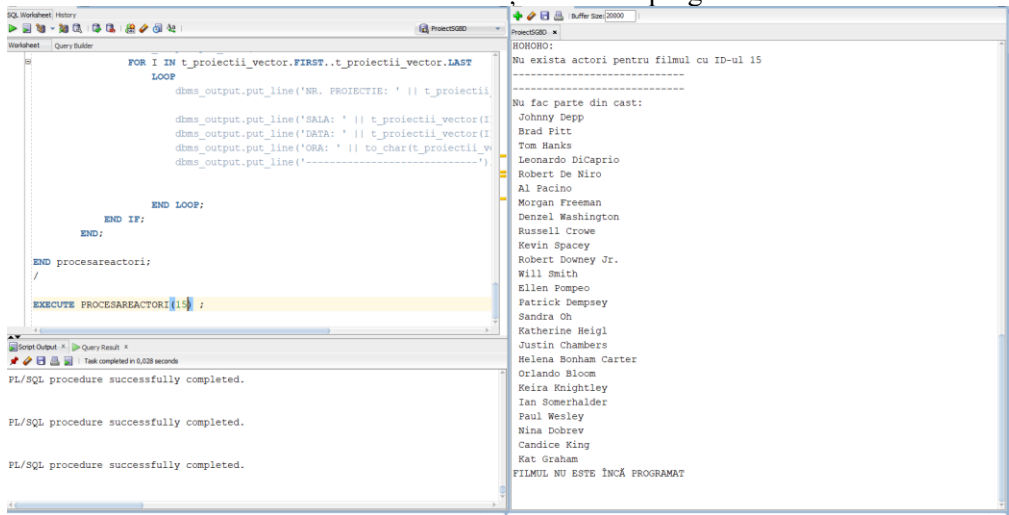 SQL Worksheet History
ProiectSGBD
Worksheet Query Builder
FOR I IN t_proiectii_vector.FIRST..t_proiectii_vector.LAST
LOOP
dbms_output.put_line('NR. PROIECTIE: ' || t_proiectii_
dbms_output.put_line('SALA: ' || t_proiectii_vector(I
dbms_output.put_line('DATA: ' || t_proiectii_vector(I
dbms_output.put_line('ORA: ' || to_char(t_proiectii_v
dbms_output.put_line('----------------------------')
END LOOP;
END IF;
END;
END procesareactori;
/
EXECUTE PROCESAREACTORI(15) ;
Script Output × Query Result ×
Task completed in 0,028 seconds
PL/SQL procedure successfully completed.
PL/SQL procedure successfully completed.
PL/SQL procedure successfully completed.
Buffer Size: 20000
ProiectSGBD ×
HOHOHO:
Nu exista actori pentru filmul cu ID-ul 15
----------------------------
----------------------------
Nu fac parte din cast:
Johnny Depp
Brad Pitt
Tom Hanks
Leonardo DiCaprio
Robert De Niro
Al Pacino
Morgan Freeman
Denzel Washington
Russell Crowe
Kevin Spacey
Robert Downey Jr.
Will Smith
Ellen Pompeo
Patrick Dempsey
Sandra Oh
Katherine Heigl
Justin Chambers
Helena Bonham Carter
Orlando Bloom
Keira Knightley
Ian Somerhalder
Paul Wesley
Nina Dobrev
Candice King
Kat Graham
FILMUL NU ESTE ÎNCĂ PROGRAMAT